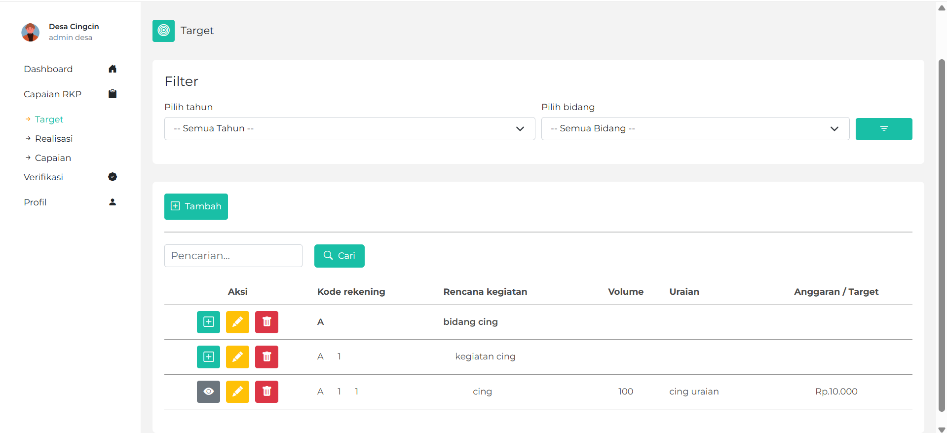 Desa Cingcin
admin desa
Dashboard
Capaian RKP
Target
Realisasi
Capaian
Verifikasi
Profil
Target
Filter
Pilih tahun
Pilih bidang
-- Semua Tahun --
-- Semua Bidang --
Tambah
Pencarian...
Cari
Aksi Kode rekening Rencana kegiatan Volume Uraian Anggaran / Target
A bidang cing
A 1 kegiatan cing
A 1 1 cing 100 cing uraian Rp.10.000